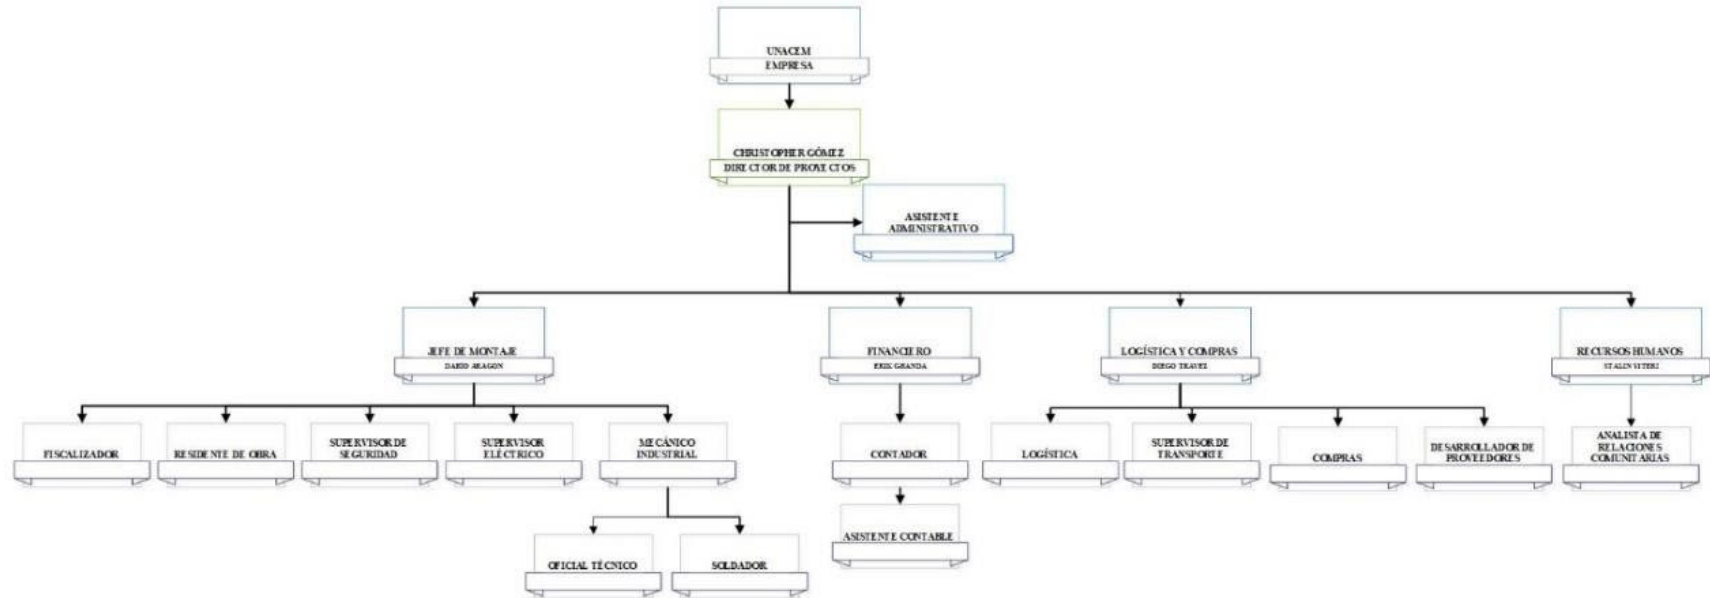 UNACEM
EMPRESA
CHRISTOPHER GÓMEZ
DIRECTOR DE PROYECTOS
ASISTENTE
ADMINISTRATIVO
JEFE DE MONTAJE
DARIO ARAGON
FINANCIERO
ERIK GRANDA
LOGÍSTICA Y COMPRAS
DIEGO TRAVEZ
RECURSOS HUMANOS
STALIN VITERI
FISCALIZADOR
RESIDENTE DE OBRA
SUPERVISOR DE
SEGURIDAD
SUPERVISOR
ELÉCTRICO
MECÁNICO
INDUSTRIAL
CONTADOR
LOGÍSTICA
SUPERVISOR DE
TRANSPORTE
COMPRAS
DESARROLLADOR DE
PROVEEDORES
ANALISTA DE
RELACIONES
COMUNITARIAS
OFICIAL TÉCNICO
SOLDADOR
ASISTENTE CONTABLE